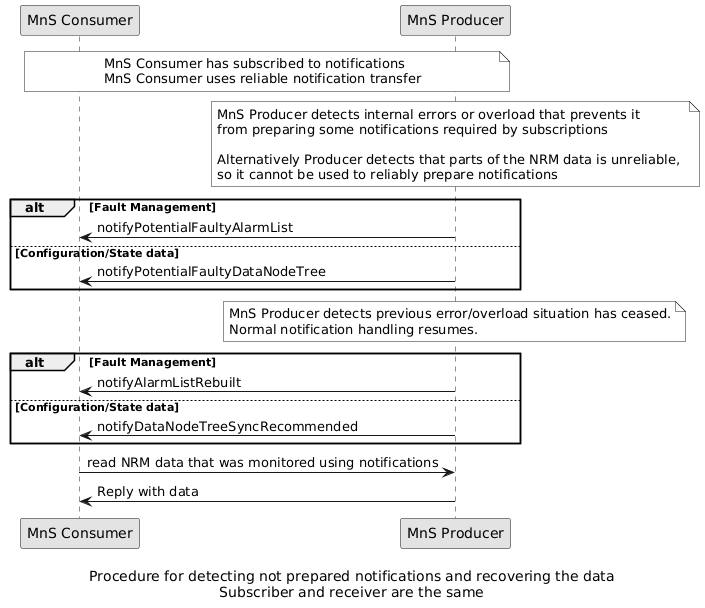 MnS Consumer
MnS Producer
MnS Consumer has subscribed to notifications
MnS Consumer uses reliable notification transfer
MnS Producer detects internal errors or overload that prevents it
from preparing some notifications required by subscriptions
Alternatively Producer detects that parts of the NRM data is unreliable,
so it cannot be used to reliably prepare notifications
alt [Fault Management]
notifyPotentialFaultyAlarmList
[Configuration/State data]
notifyPotentialFaultyDataNodeTree
MnS Producer detects previous error/overload situation has ceased.
Normal notification handling resumes.
alt [Fault Management]
notifyAlarmListRebuilt
[Configuration/State data]
notifyDataNodeTreeSyncRecommended
read NRM data that was monitored using notifications
Reply with data
MnS Consumer
MnS Producer
Procedure for detecting not prepared notifications and recovering the data
Subscriber and receiver are the same